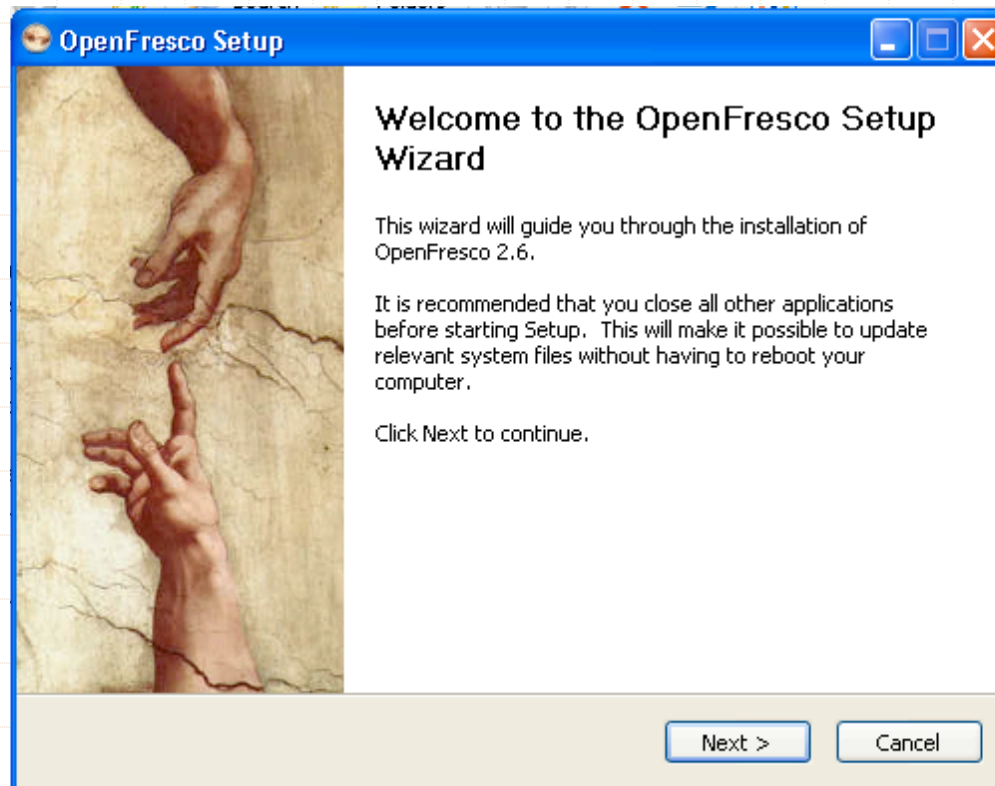 OpenFresco Setup
Welcome to the OpenFresco Setup
Wizard
This wizard will guide you through the installation of
OpenFresco 2.6.
It is recommended that you close all other applications
before starting Setup.  This will make it possible to update
relevant system files without having to reboot your
computer.
Click Next to continue.
Next >
Cancel